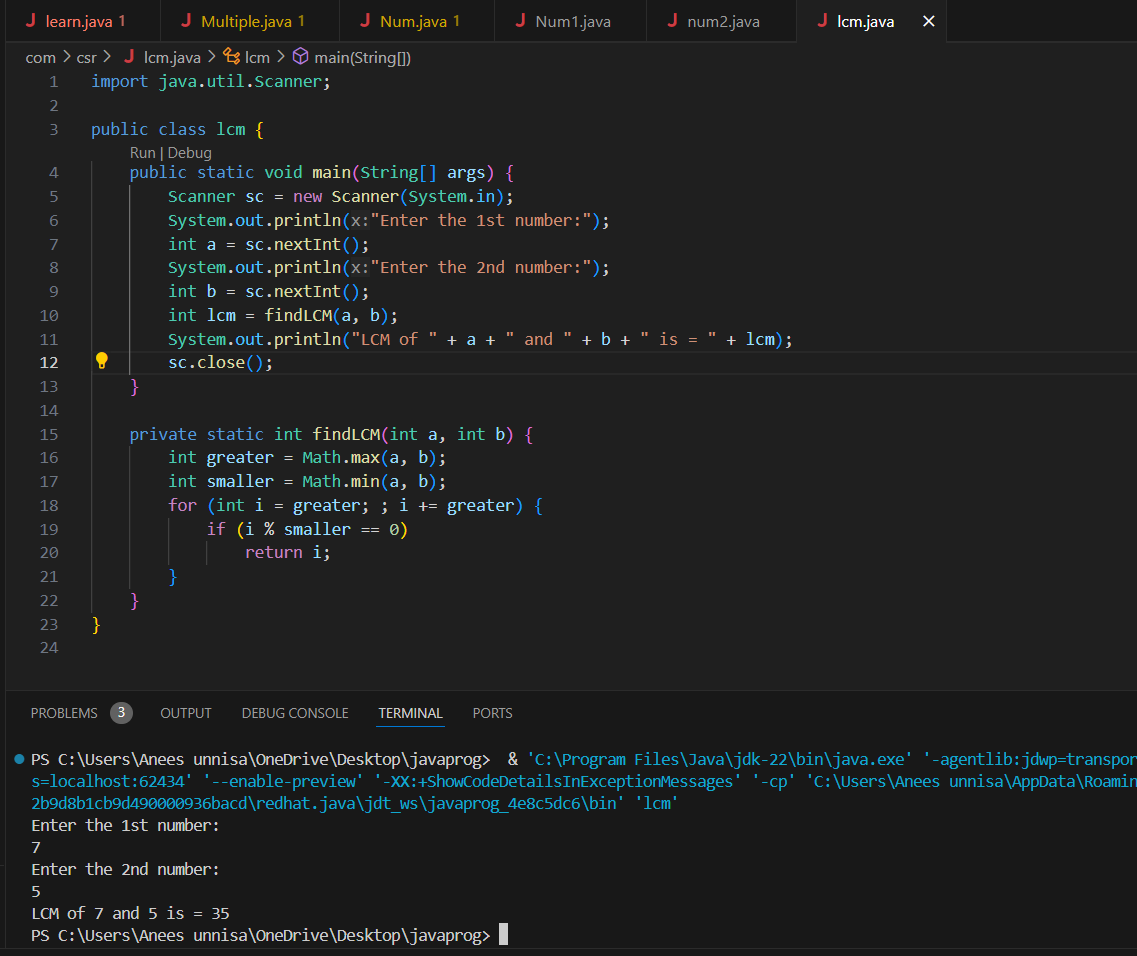 learn.java 1 Multiple.java 1 Num.java 1 Num1.java num2.java lcm.java
com > csr > lcm.java > lcm > main(String[])
1 import java.util.Scanner;
2
3 public class lcm {
Run | Debug
4 public static void main(String[] args) {
5 Scanner sc = new Scanner(System.in);
6 System.out.println(x:"Enter the 1st number:");
7 int a = sc.nextInt();
8 System.out.println(x:"Enter the 2nd number:");
9 int b = sc.nextInt();
10 int lcm = findLCM(a, b);
11 System.out.println("LCM of " + a + " and " + b + " is = " + lcm);
12 sc.close();
13 }
14
15 private static int findLCM(int a, int b) {
16 int greater = Math.max(a, b);
17 int smaller = Math.min(a, b);
18 for (int i = greater; ; i += greater) {
19 if (i % smaller == 0)
20 return i;
21 }
22 }
23 }
24
PROBLEMS 3 OUTPUT DEBUG CONSOLE TERMINAL PORTS
PS C:\Users\Anees unnisa\OneDrive\Desktop\javaprog> & 'C:\Program Files\Java\jdk-22\bin\java.exe' '-agentlib:jdwp=transpor
s=localhost:62434' '--enable-preview' '-XX:+ShowCodeDetailsInExceptionMessages' '-cp' 'C:\Users\Anees unnisa\AppData\Roamin
2b9d8b1cb9d490000936bacd\redhat.java\jdt_ws\javaprog_4e8c5dc6\bin' 'lcm'
Enter the 1st number:
7
Enter the 2nd number:
5
LCM of 7 and 5 is = 35
PS C:\Users\Anees unnisa\OneDrive\Desktop\javaprog>